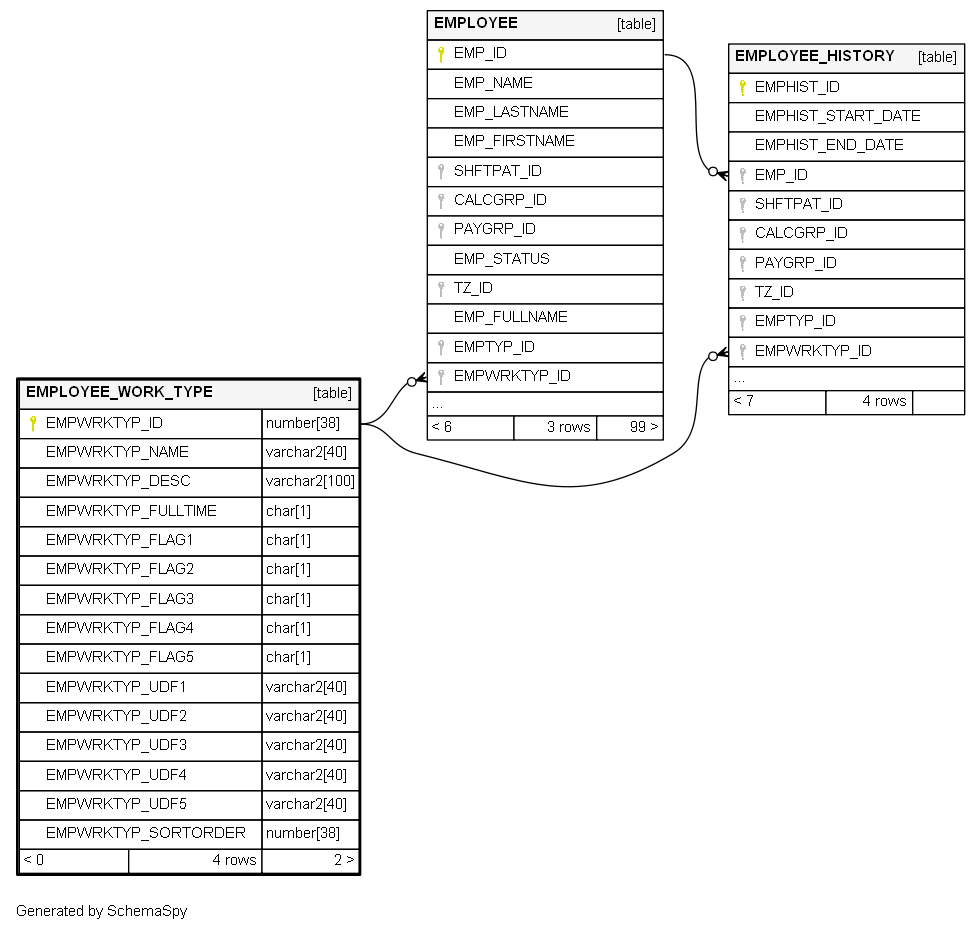 EMPLOYEE [table]
EMP_ID
EMP_NAME
EMP_LASTNAME
EMP_FIRSTNAME
SHFTPAT_ID
CALCGRP_ID
PAYGRP_ID
EMP_STATUS
TZ_ID
EMP_FULLNAME
EMPTYP_ID
EMPWRKTYP_ID
...
< 6 3 rows 99 >
EMPLOYEE_HISTORY [table]
EMPHIST_ID
EMPHIST_START_DATE
EMPHIST_END_DATE
EMP_ID
SHFTPAT_ID
CALCGRP_ID
PAYGRP_ID
TZ_ID
EMPTYP_ID
EMPWRKTYP_ID
...
< 7 4 rows
EMPLOYEE_WORK_TYPE [table]
EMPWRKTYP_ID number[38]
EMPWRKTYP_NAME varchar2[40]
EMPWRKTYP_DESC varchar2[100]
EMPWRKTYP_FULLTIME char[1]
EMPWRKTYP_FLAG1 char[1]
EMPWRKTYP_FLAG2 char[1]
EMPWRKTYP_FLAG3 char[1]
EMPWRKTYP_FLAG4 char[1]
EMPWRKTYP_FLAG5 char[1]
EMPWRKTYP_UDF1 varchar2[40]
EMPWRKTYP_UDF2 varchar2[40]
EMPWRKTYP_UDF3 varchar2[40]
EMPWRKTYP_UDF4 varchar2[40]
EMPWRKTYP_UDF5 varchar2[40]
EMPWRKTYP_SORTORDER number[38]
< 0 4 rows 2 >
Generated by SchemaSpy